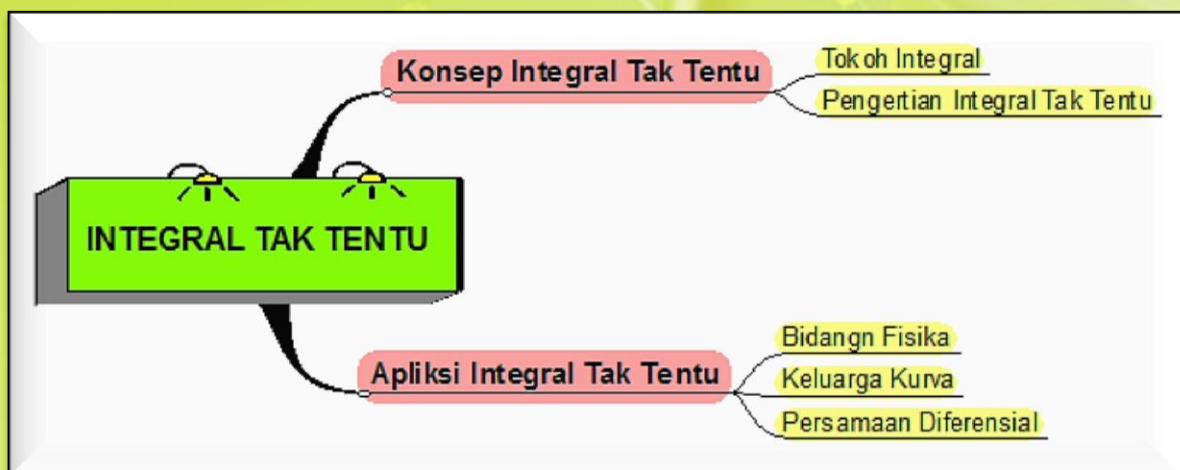 Konsep Integral Tak Tentu
Tokoh Integral
Pengertian Integral Tak Tentu
INTEGRAL TAK TENTU
Apliksi Integral Tak Tentu
Bidangn Fisika
Keluarga Kurva
Persamaan Diferensial